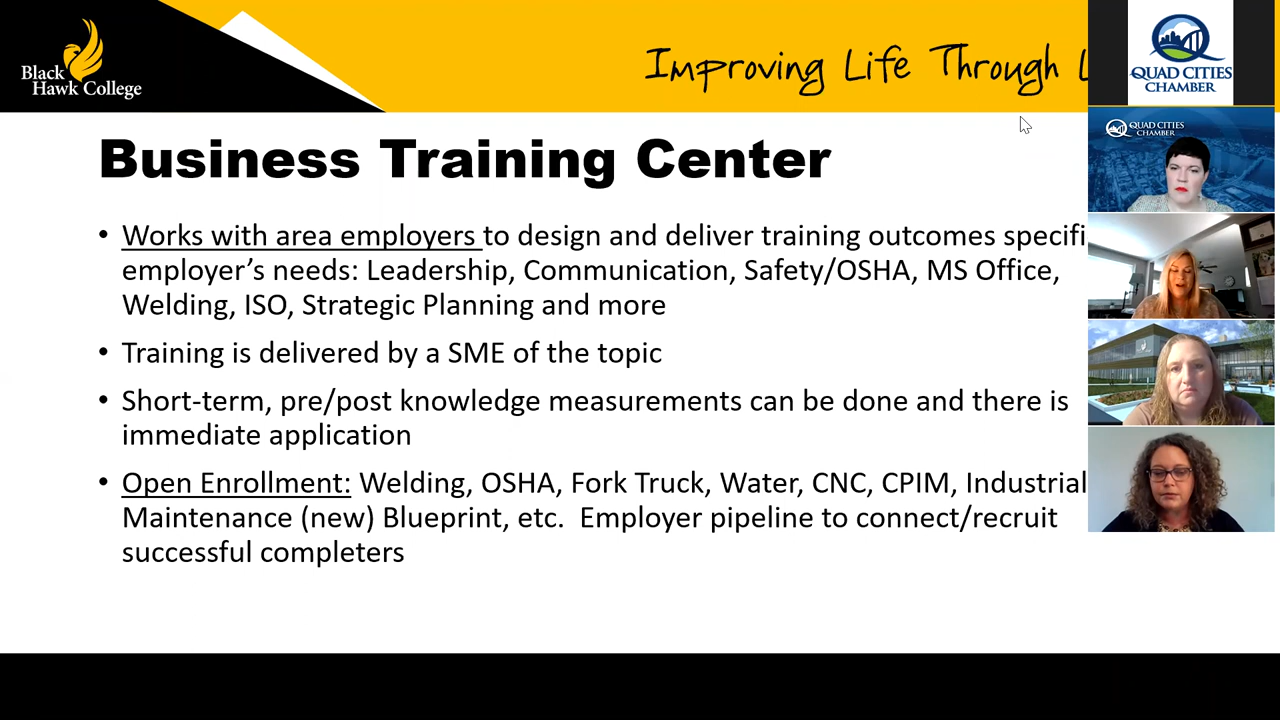 Black
Hawk College
Improving Life Through
QUAD CITIES
CHAMBER
QUAD CITIES
CHAMBER
Business Training Center
• Works with area employers to design and deliver training outcomes specifi
employer’s needs: Leadership, Communication, Safety/OSHA, MS Office,
Welding, ISO, Strategic Planning and more
• Training is delivered by a SME of the topic
• Short-term, pre/post knowledge measurements can be done and there is
immediate application
• Open Enrollment: Welding, OSHA, Fork Truck, Water, CNC, CPIM, Industrial
Maintenance (new) Blueprint, etc. Employer pipeline to connect/recruit
successful completers